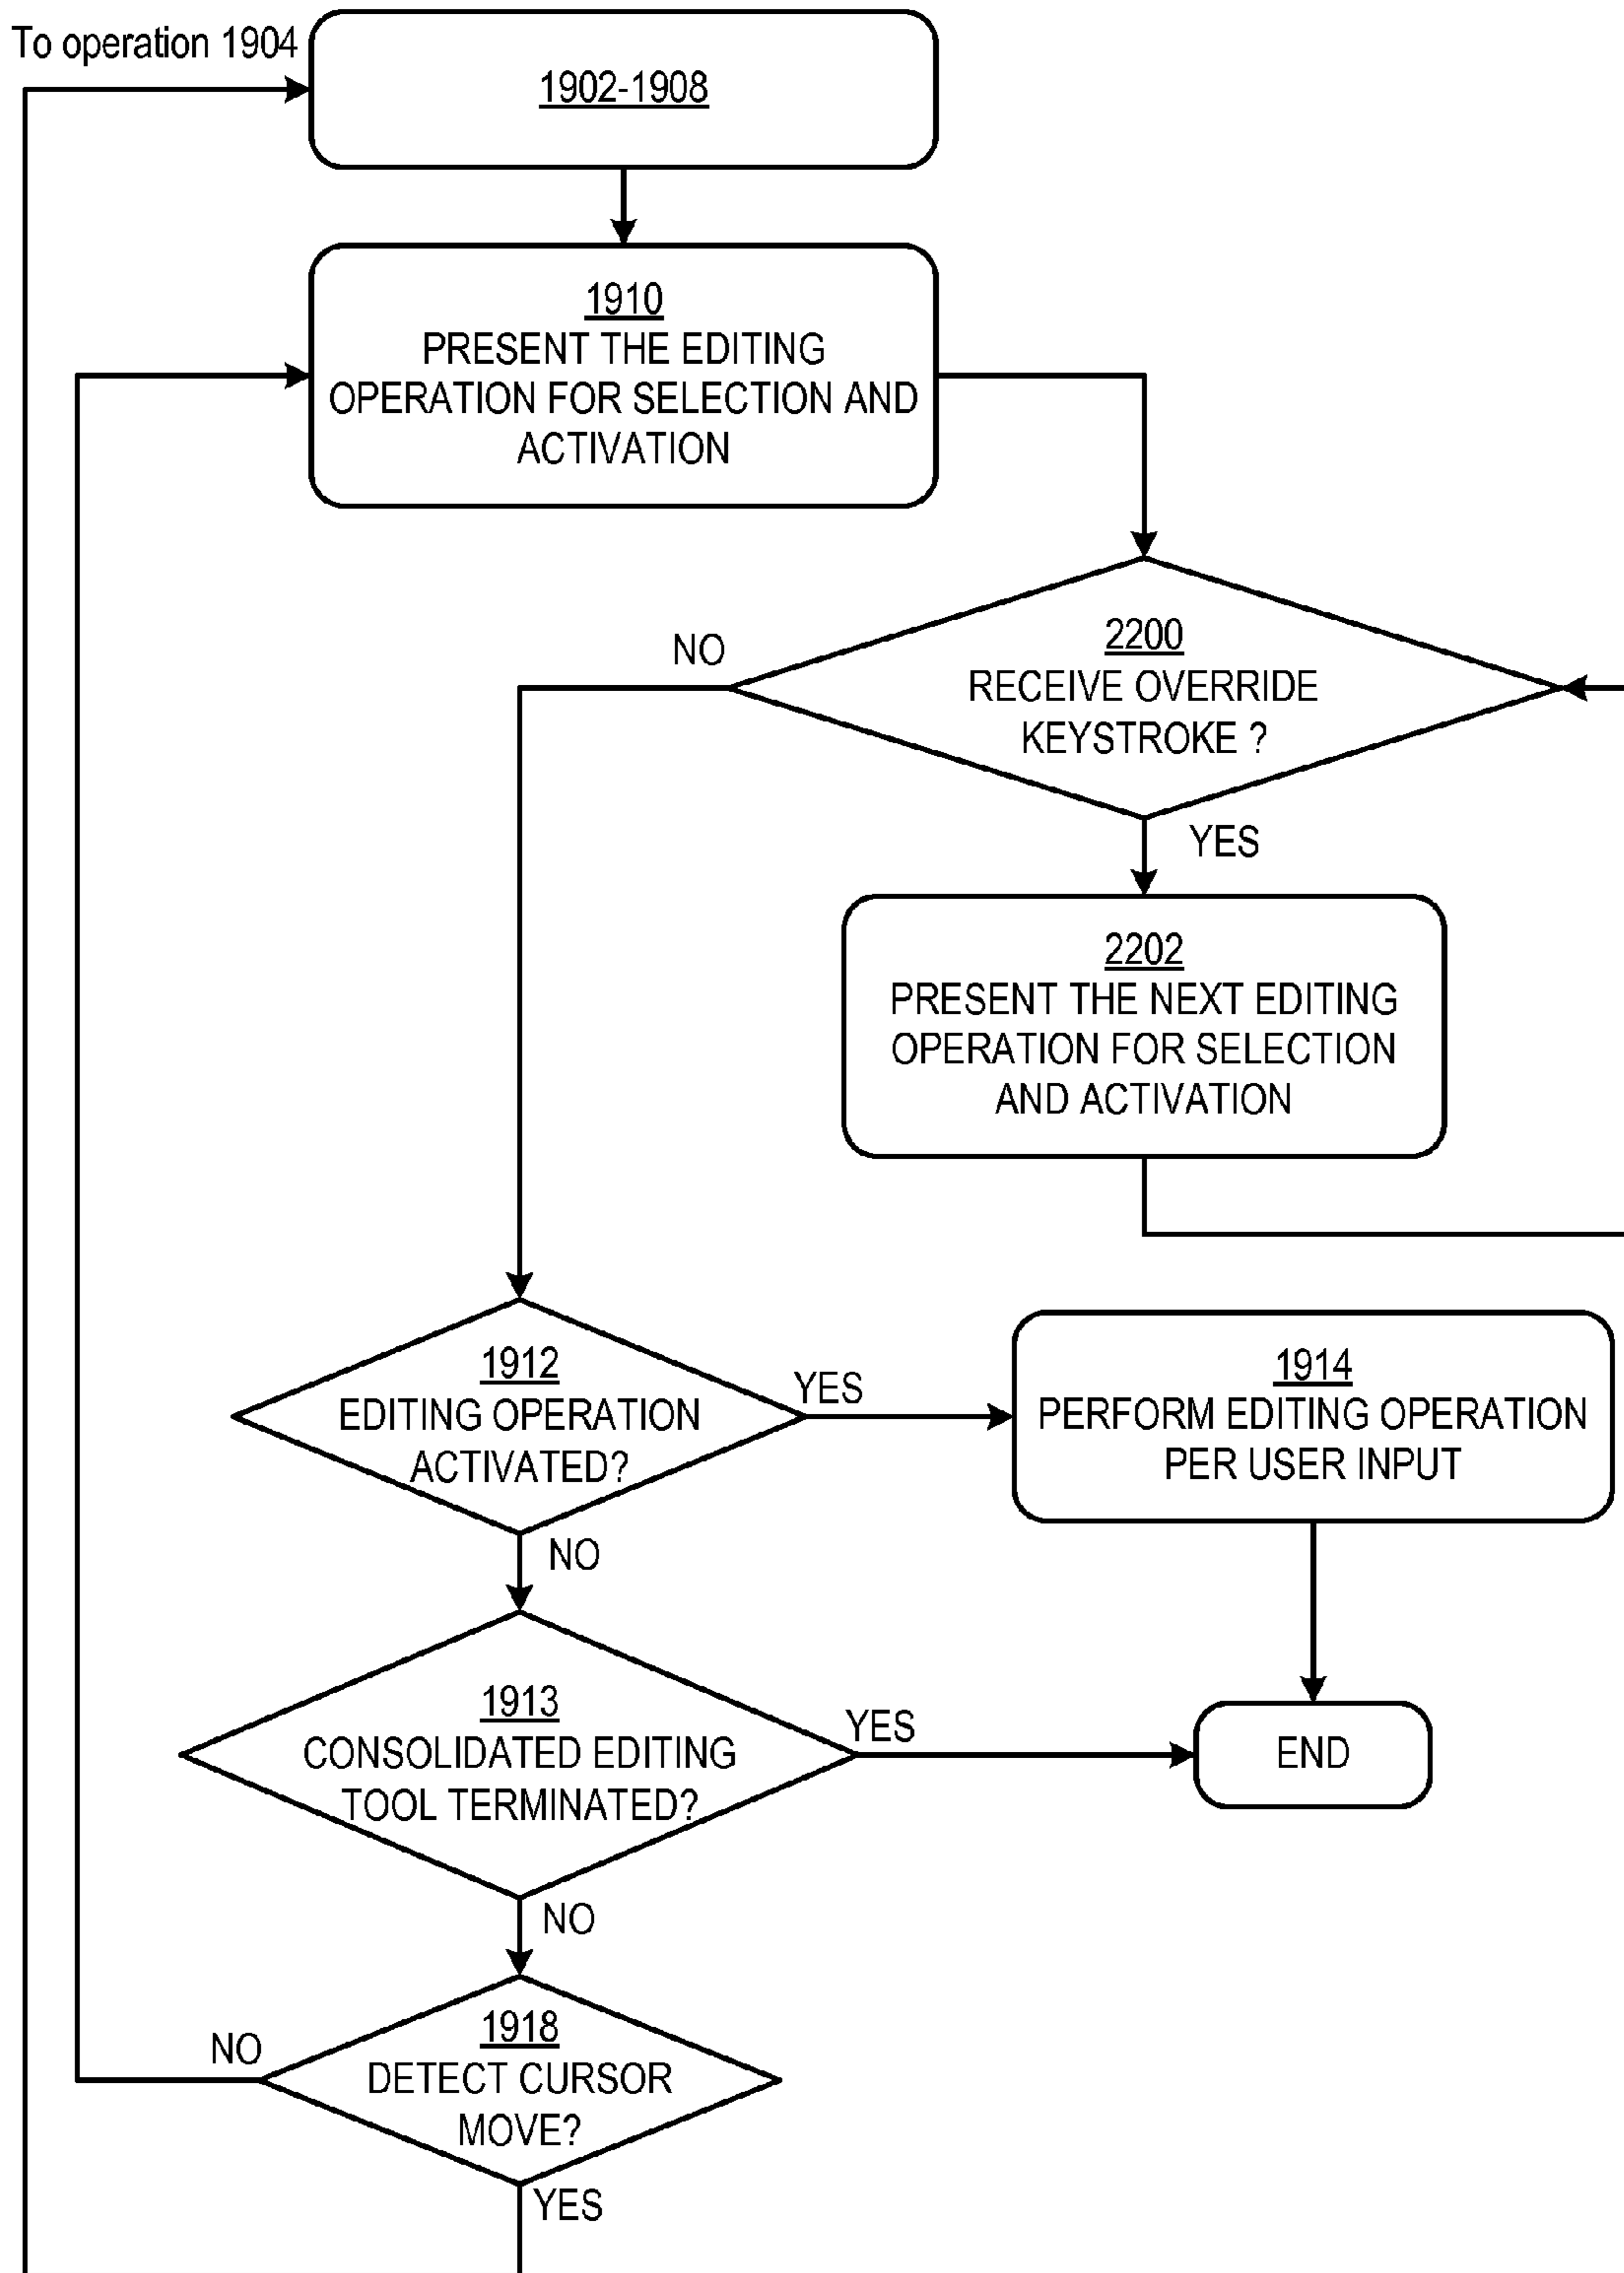 To operation 1904
1902-1908
1910
PRESENT THE EDITING
OPERATION FOR SELECTION AND
ACTIVATION
NO
2200
RECEIVE OVERRIDE
KEYSTROKE ?
YES
2202
PRESENT THE NEXT EDITING
OPERATION FOR SELECTION
AND ACTIVATION
1912
EDITING OPERATION
ACTIVATED?
YES
1914
PERFORM EDITING OPERATION
PER USER INPUT
NO
1913
CONSOLIDATED EDITING
TOOL TERMINATED?
YES
END
NO
1918
DETECT CURSOR
MOVE?
NO
YES